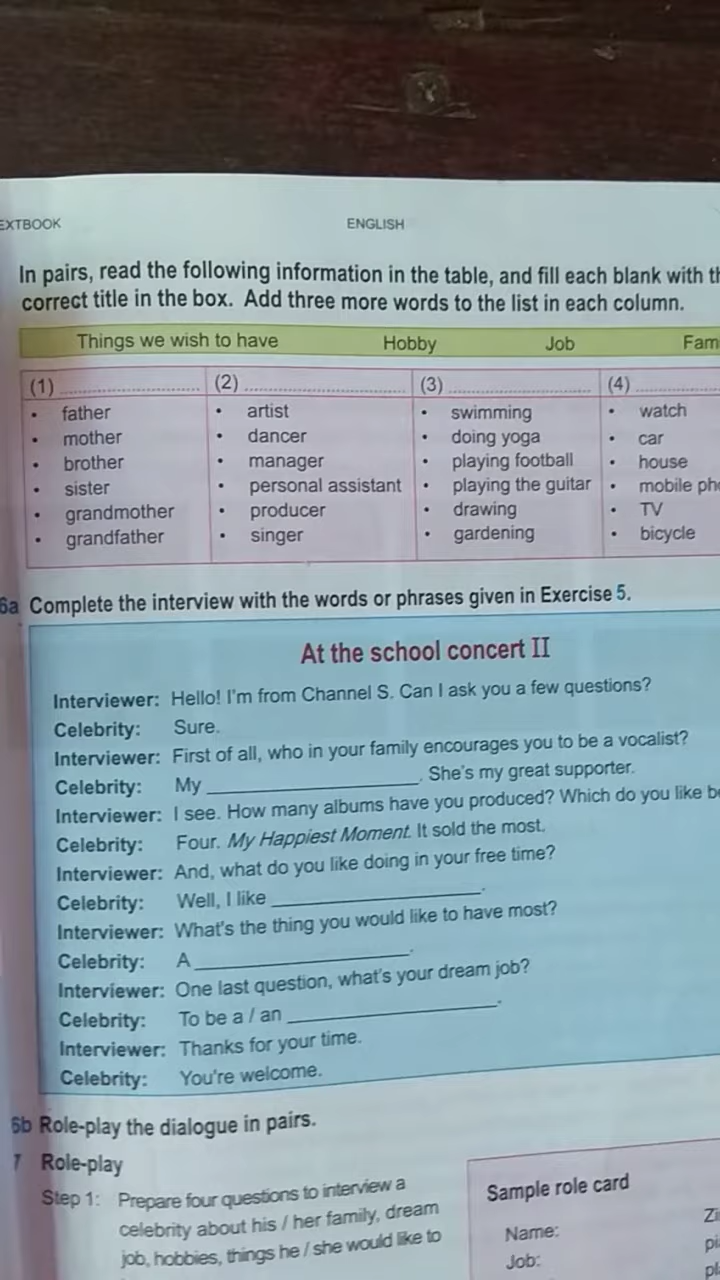 ENGLISH
In pairs, read the following information in the table, and fill each blank with
correct title in the box. Add three more words to the list in each column.
Things we wish to have Hobby Job
(1) (2) (3) (4)
• father • artist • swimming • watch
• mother • dancer • doing yoga • car
• brother • manager • playing football • house
• sister • personal assistant • playing the guitar • mobile
• grandmother • producer • drawing • TV
• grandfather • singer • gardening • bicycle
6a Complete the interview with the words or phrases given in Exercise 5.
At the school concert II
Interviewer: Hello! I'm from Channel S. Can I ask you a few questions?
Celebrity: Sure.
Interviewer: First of all, who in your family encourages you to be a vocalist?
Celebrity: My ____________________. She's my great supporter.
Interviewer: I see. How many albums have you produced? Which do you like
Celebrity: Four. My Happiest Moment. It sold the most.
Interviewer: And, what do you like doing in your free time?
Celebrity: Well, I like ____________________.
Interviewer: What's the thing you would like to have most?
Celebrity: A ____________________.
Interviewer: One last question, what's your dream job?
Celebrity: To be a / an ____________________.
Interviewer: Thanks for your time.
Celebrity: You're welcome.
6b Role-play the dialogue in pairs.
7 Role-play
Step 1: Prepare four questions to interview a
celebrity about his / her family, dream
job, hobbies, things he / she would like to
Sample role card
Name:
Job: